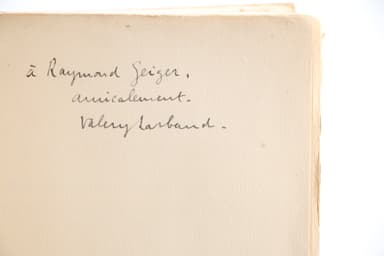 à Raymond Geiger.
amicalement.
Valery Larbaud.